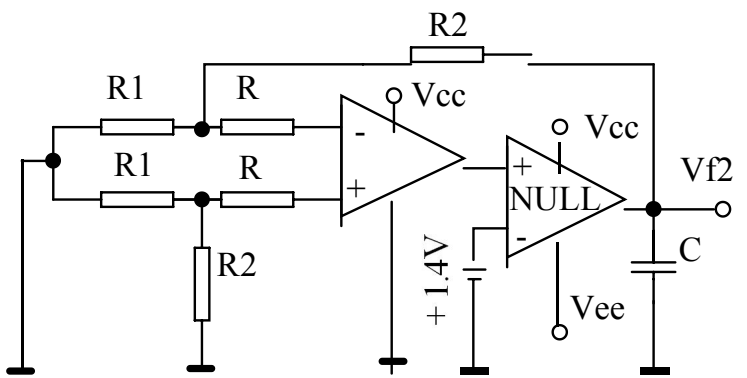 R2
R1 R Vcc
- Vcc
R1 R + + Vf2
NULL
-
R2 + 1.4V C
Vee